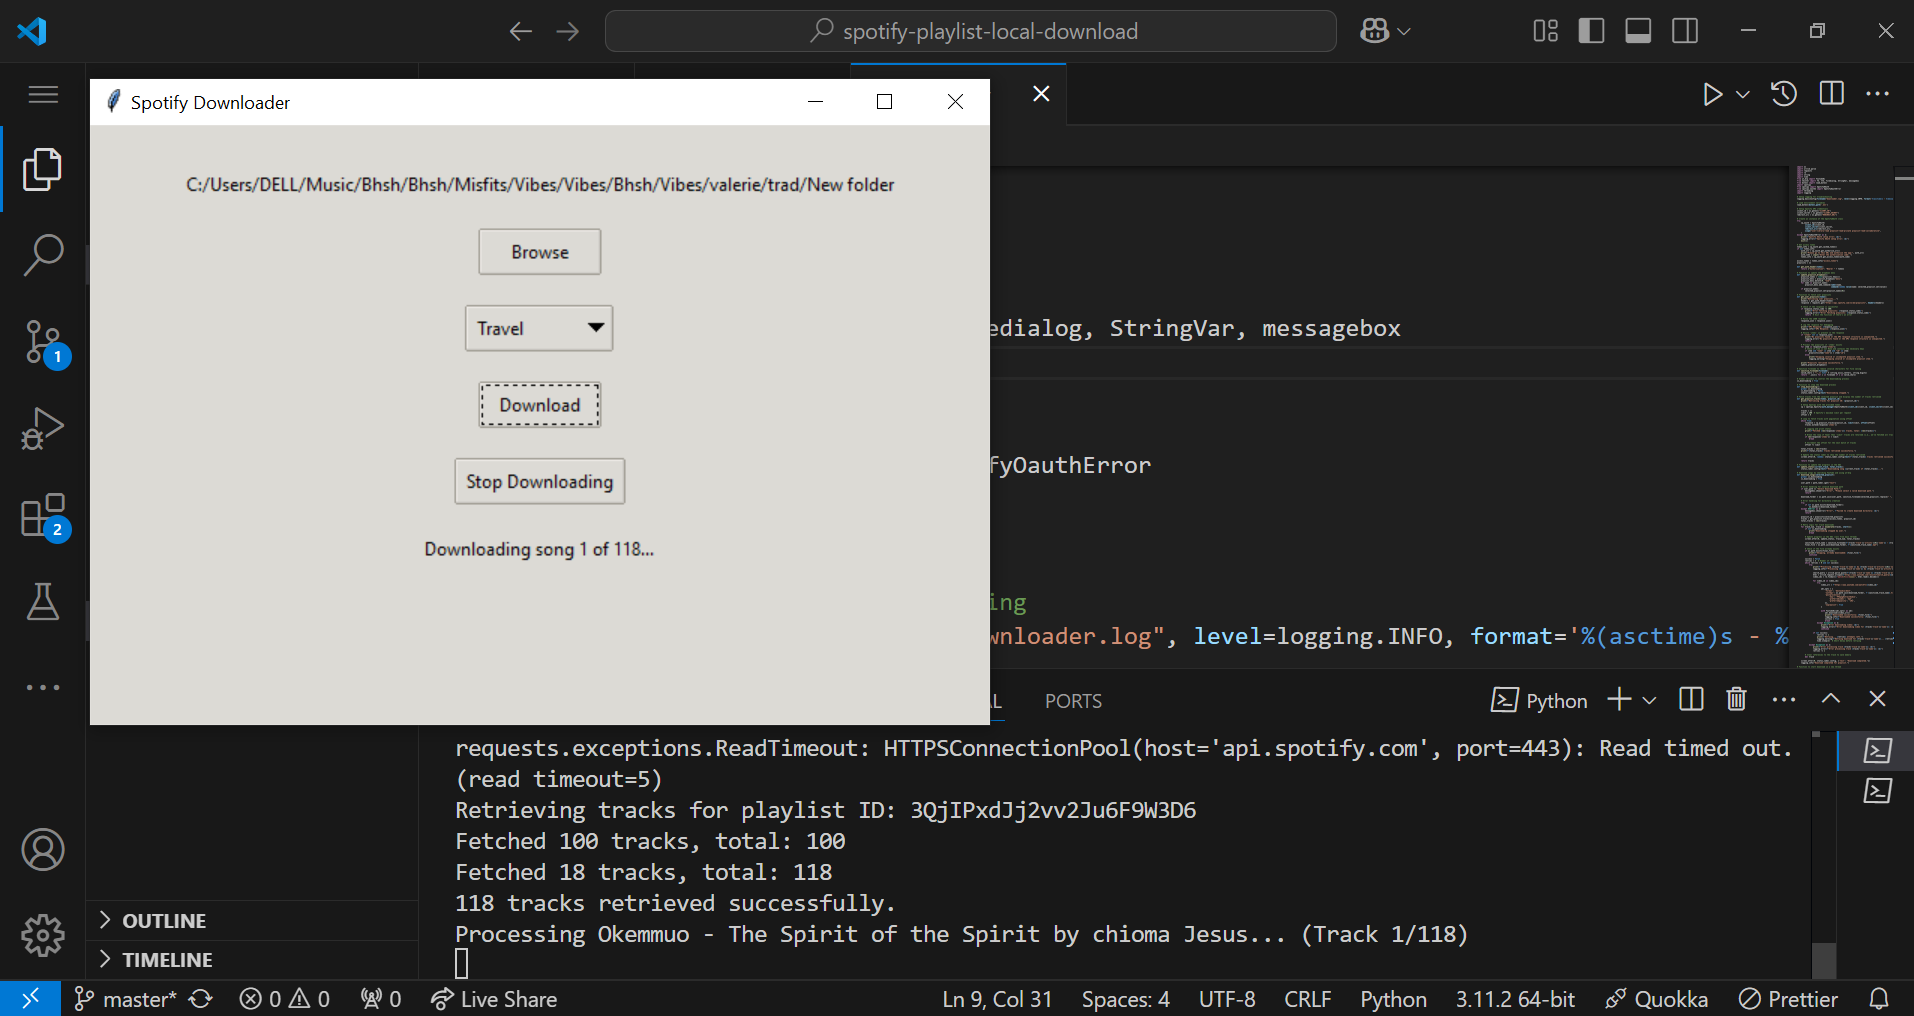 spotify-playlist-local-download
Spotify Downloader
C:/Users/DELL/Music/Bhsh/Bhsh/Misfits/Vibes/Vibes/Bhsh/Vibes/valerie/trad/New folder
Browse
Travel
Download
Stop Downloading
Downloading song 1 of 118...
edialog, StringVar, messagebox
fyOauthError
ing
wnloader.log", level=logging.INFO, format='%(asctime)s - %
1
2
L PORTS
Python
requests.exceptions.ReadTimeout: HTTPSConnectionPool(host='api.spotify.com', port=443): Read timed out.
(read timeout=5)
Retrieving tracks for playlist ID: 3QjIPxdJj2vv2Ju6F9W3D6
Fetched 100 tracks, total: 100
Fetched 18 tracks, total: 118
118 tracks retrieved successfully.
Processing Okemmuo - The Spirit of the Spirit by chioma Jesus... (Track 1/118)
OUTLINE
TIMELINE
master* 0 0 0 Live Share Ln 9, Col 31 Spaces: 4 UTF-8 CRLF Python 3.11.2 64-bit Quokka Prettier